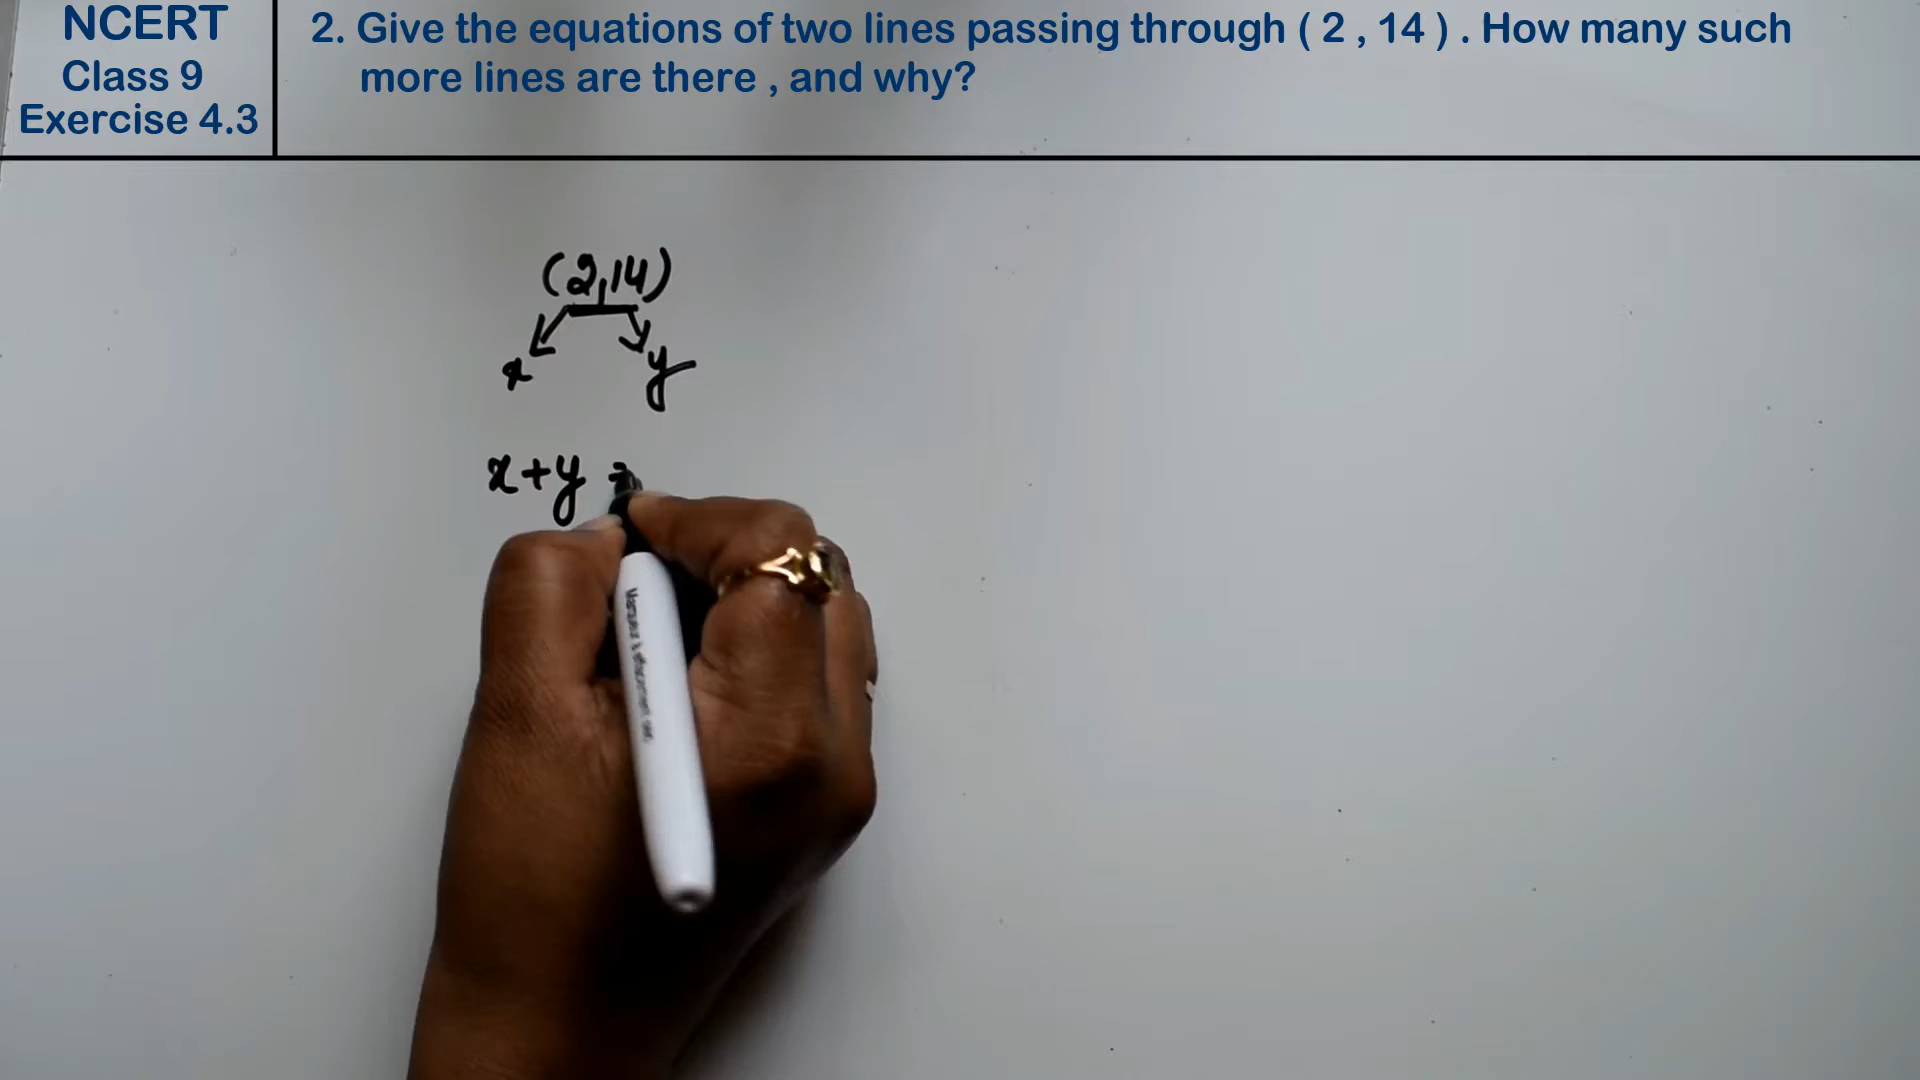 NCERT
Class 9
Exercise 4.3
2. Give the equations of two lines passing through ( 2 , 14 ) . How many such
more lines are there , and why?
(2,14)
x y
x+y =